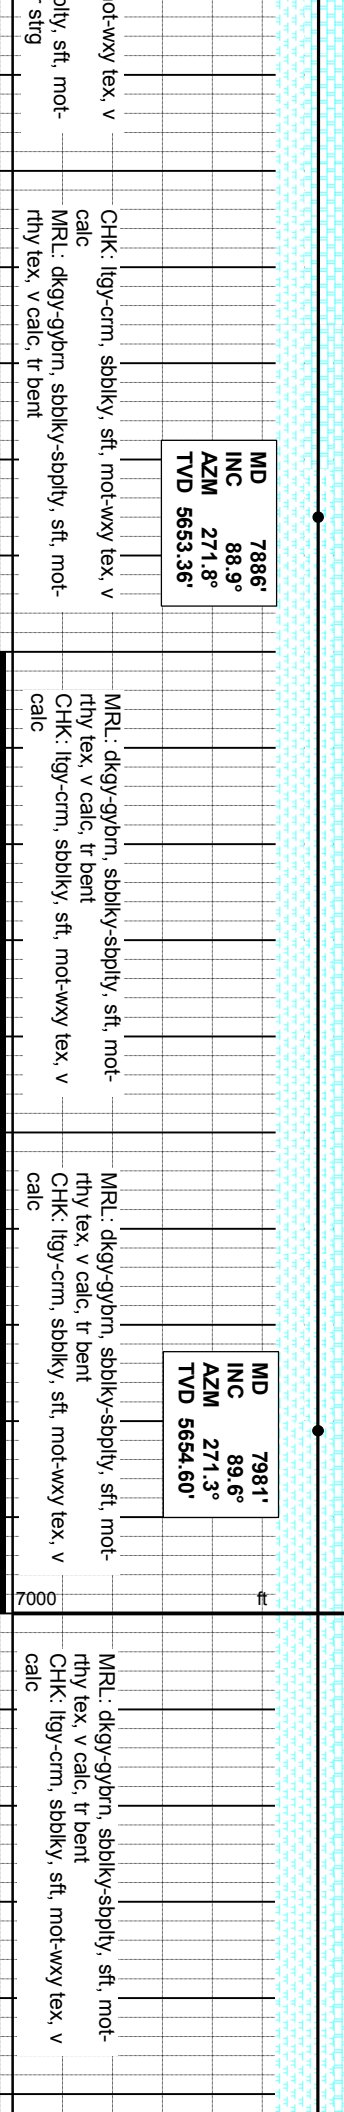 ot-wxy tex, v
plty, sft, mot-
r strg
CHK: ltgy-crm, sbblky, sft, mot-wxy tex, v
calc
MRL: dkgy-gybrn, sbblky-sbplty, sft, mot-
rthy tex, v calc, tr bent
MD 7886'
INC 88.9°
AZM 271.8°
TVD 5653.36'
MRL: dkgy-gybrn, sbblky-sbplty, sft, mot-
rthy tex, v calc, tr bent
CHK: ltgy-crm, sbblky, sft, mot-wxy tex, v
calc
MRL: dkgy-gybrn, sbblky-sbplty, sft, mot-
rthy tex, v calc, tr bent
CHK: ltgy-crm, sbblky, sft, mot-wxy tex, v
calc
MD 7981'
INC 89.6°
AZM 271.3°
TVD 5654.60'
7000 ft
MRL: dkgy-gybrn, sbblky-sbplty, sft, mot-
rthy tex, v calc, tr bent
CHK: ltgy-crm, sbblky, sft, mot-wxy tex, v
calc